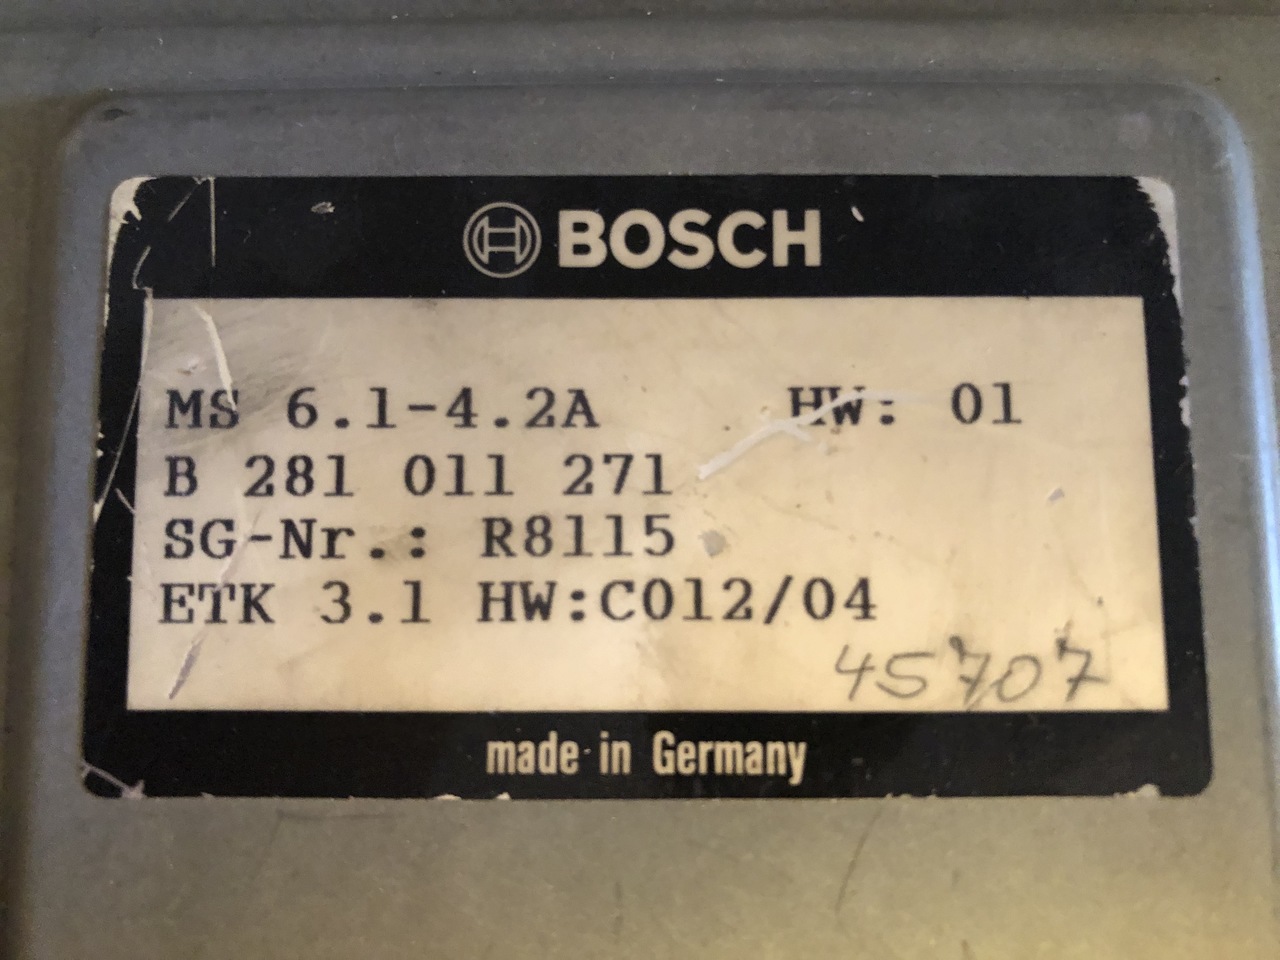 BOSCH
MS 6.1-4.2A HW: 01
B 281 011 271
SG-Nr.: R8115
ETK 3.1 HW:C012/04
45707
made in Germany